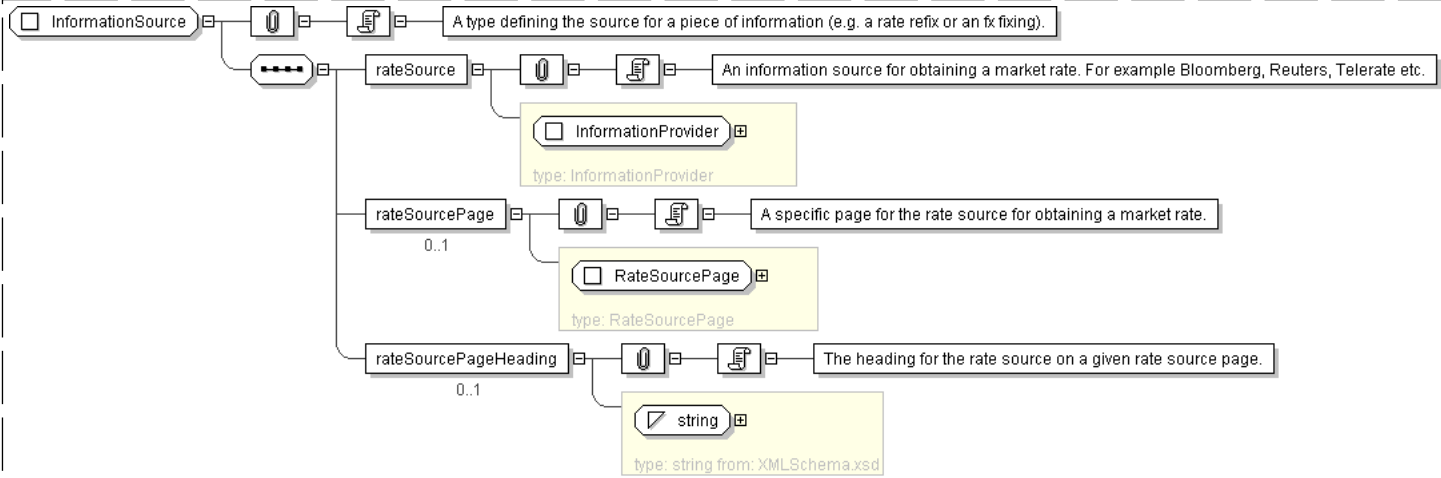 InformationSource
A type defining the source for a piece of information (e.g. a rate refix or an fx fixing).
rateSource
An information source for obtaining a market rate. For example Bloomberg, Reuters, Telerate etc.
InformationProvider
type: InformationProvider
rateSourcePage
A specific page for the rate source for obtaining a market rate.
0..1
RateSourcePage
type: RateSourcePage
rateSourcePageHeading
The heading for the rate source on a given rate source page.
0..1
string
type: string from: XMLSchema.xsd